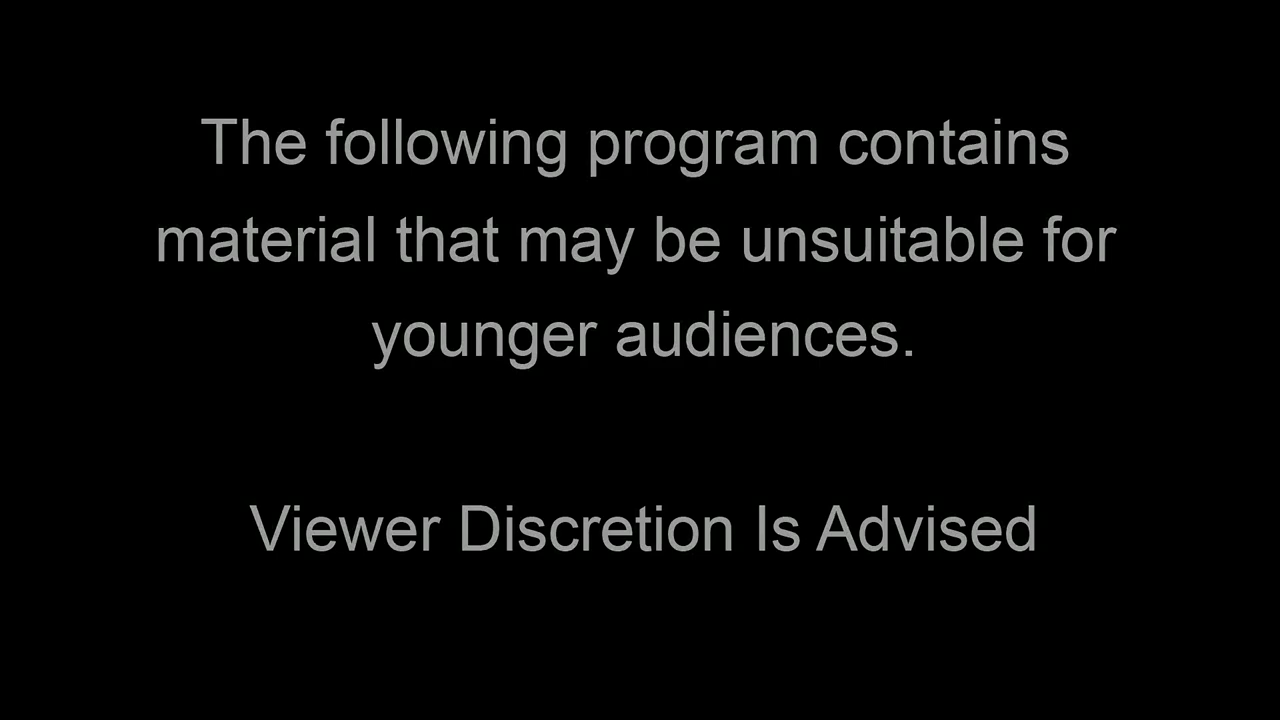 The following program contains
material that may be unsuitable for
younger audiences.
Viewer Discretion Is Advised